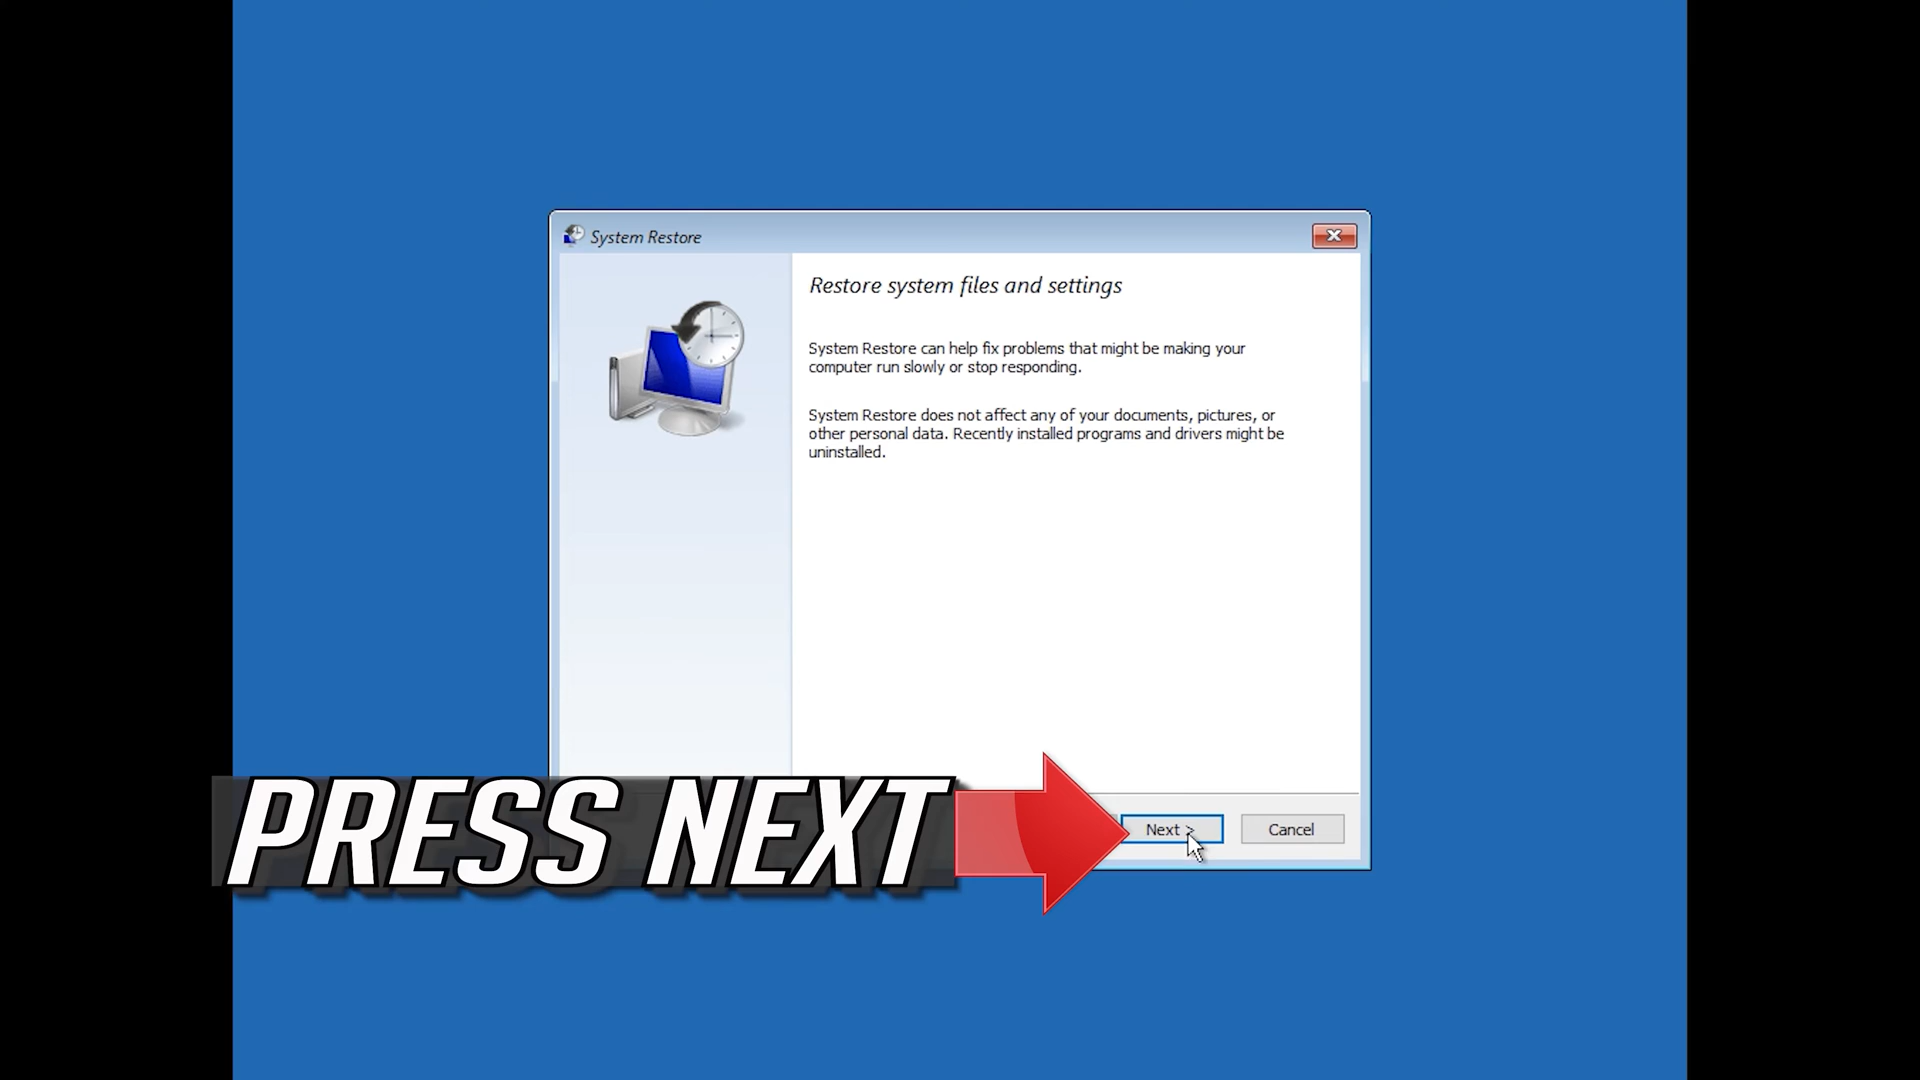 System Restore
Restore system files and settings
System Restore can help fix problems that might be making your
computer run slowly or stop responding.
System Restore does not affect any of your documents, pictures, or
other personal data. Recently installed programs and drivers might be
uninstalled.
PRESS NEXT
Next >
Cancel